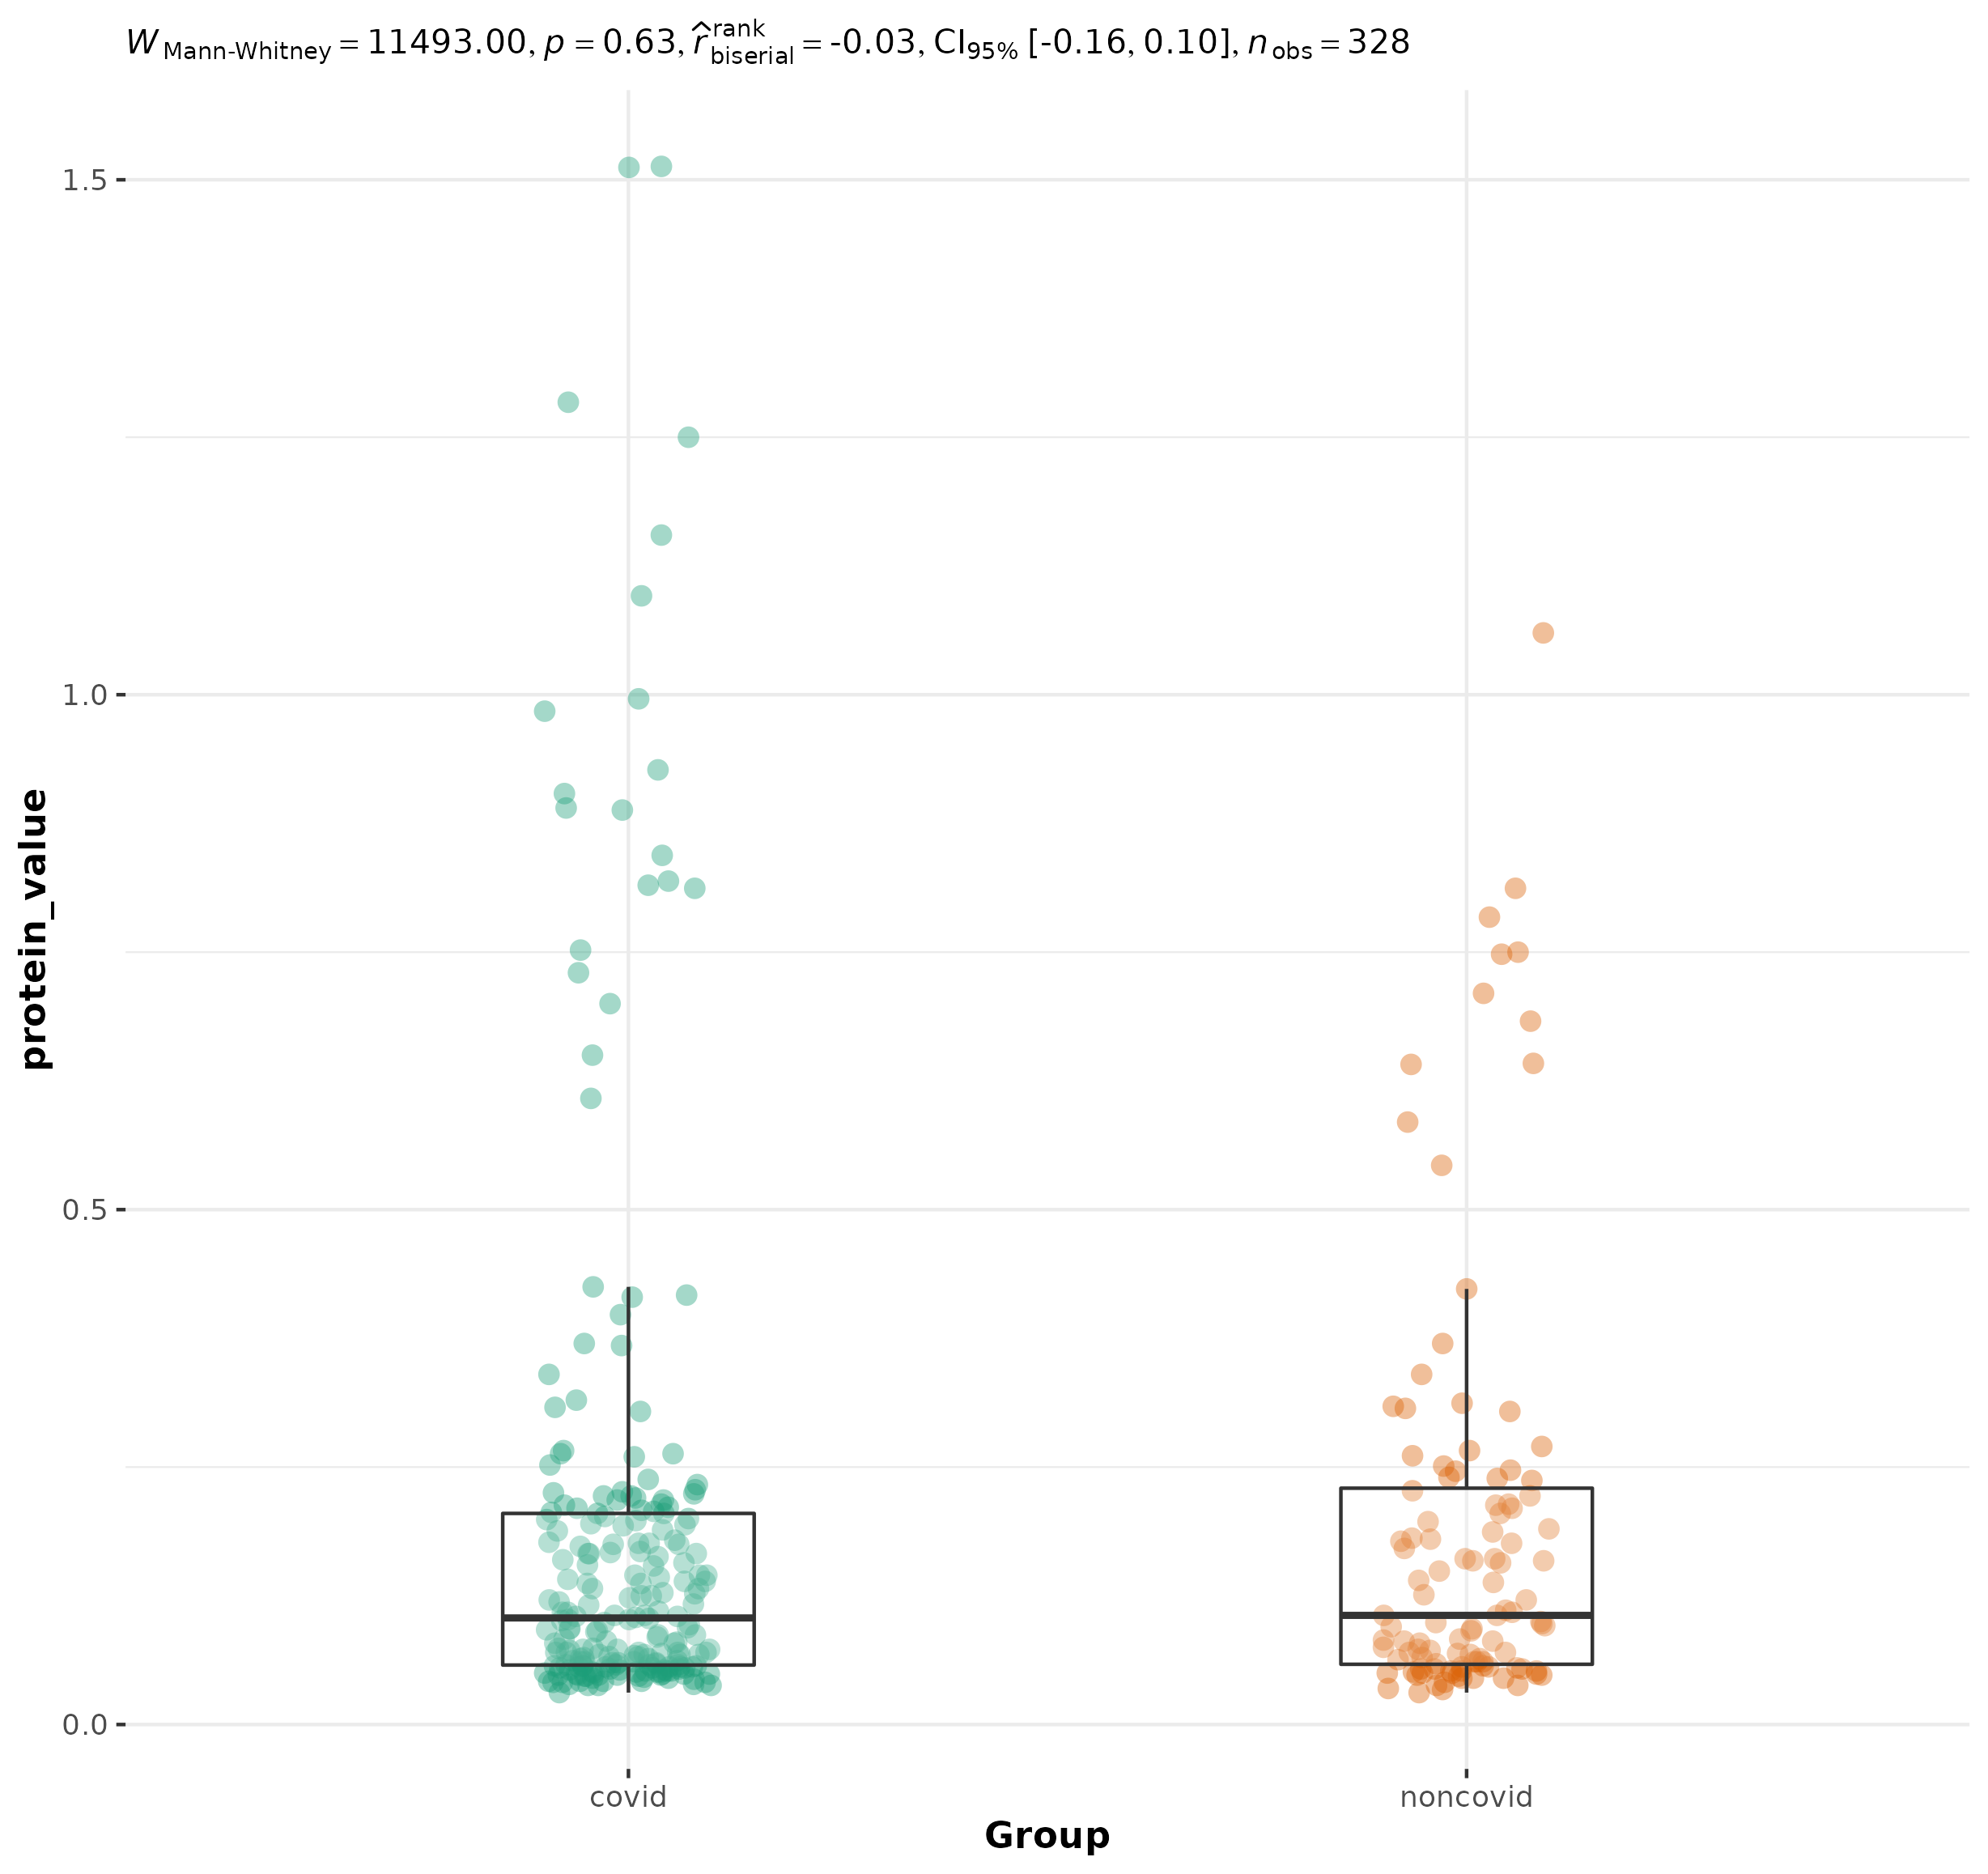 W Mann-Whitney = 11493.00, p = 0.63, r̂ rank biserial = -0.03, CI95% [-0.16, 0.10], n obs = 328
1.5
1.0
0.5
0.0
protein_value
covid noncovid
Group